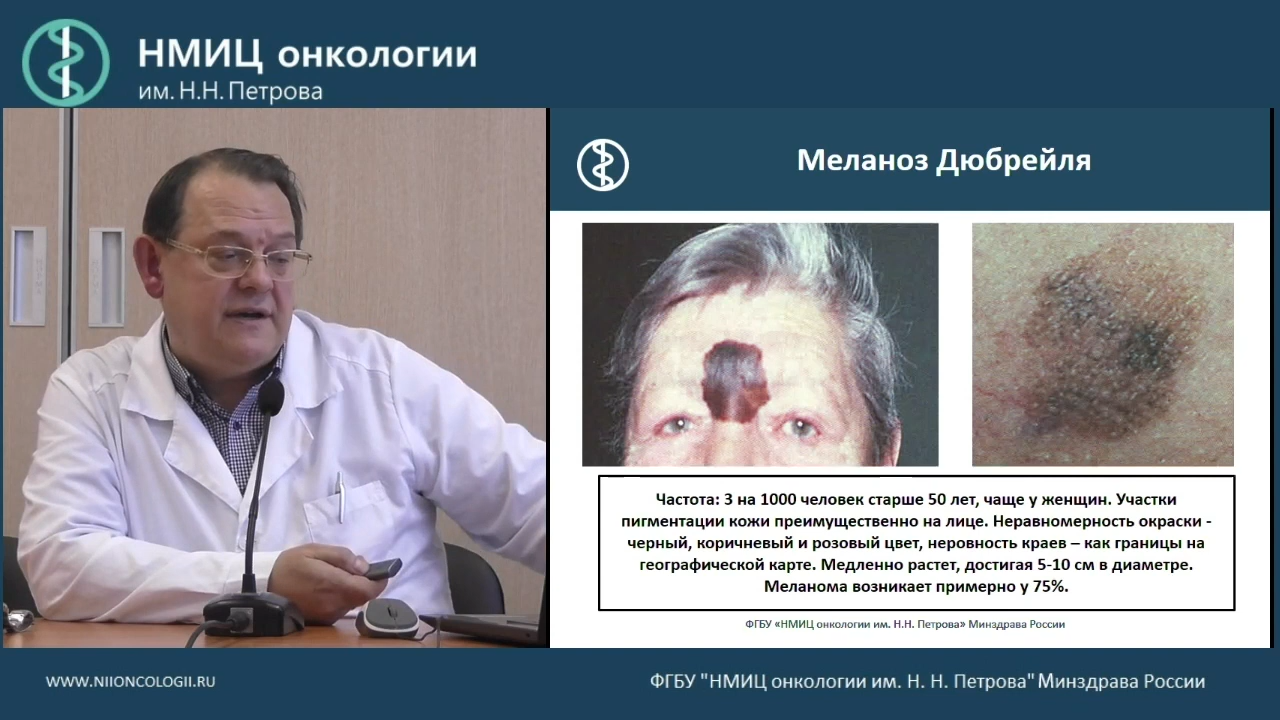 НМИЦ онкологии
им. Н.Н. Петрова
Меланоз Дюбрейля
Частота: 3 на 1000 человек старше 50 лет, чаще у женщин. Участки
пигментации кожи преимущественно на лице. Неравномерность окраски -
черный, коричневый и розовый цвет, неровность краев – как границы на
географической карте. Медленно растет, достигая 5-10 см в диаметре.
Меланома возникает примерно у 75%.
ФГБУ «НМИЦ онкологии им. Н.Н. Петрова» Минздрава России
WWW.NIIONCOLOGII.RU
ФГБУ "НМИЦ онкологии им. Н. Н. Петрова" Минздрава России